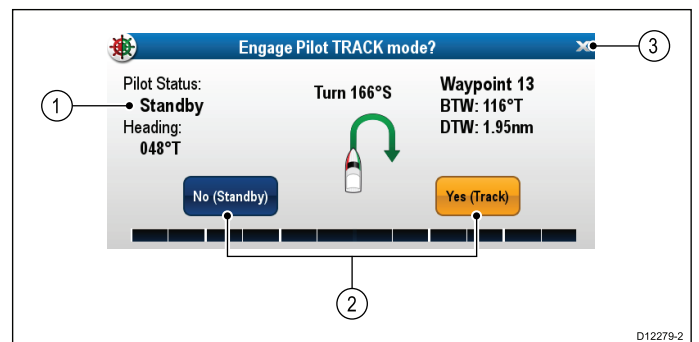 Engage Pilot TRACK mode?
3
Pilot Status:
Standby
Heading:
048°T
1
Turn 166°S
Waypoint 13
BTW: 116°T
DTW: 1.95nm
No (Standby)
Yes (Track)
2
D12279-2